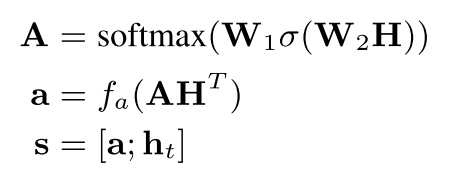 A = softmax(W₁σ(W₂H))
a = fₐ(AHᵀ)
s = [a; hₜ]